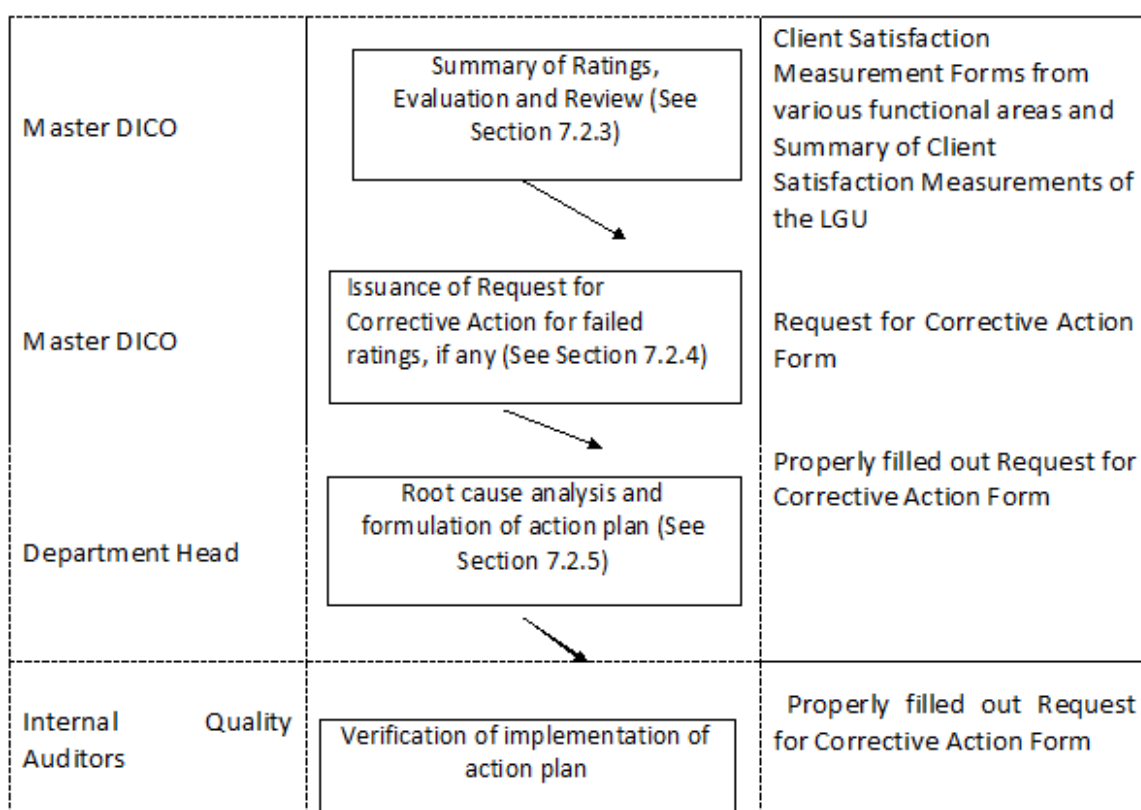 Master DICO
Summary of Ratings,
Evaluation and Review (See
Section 7.2.3)
Client Satisfaction
Measurement Forms from
various functional areas and
Summary of Client
Satisfaction Measurements of
the LGU
Master DICO
Issuance of Request for
Corrective Action for failed
ratings, if any (See Section 7.2.4)
Request for Corrective Action
Form
Department Head
Root cause analysis and
formulation of action plan (See
Section 7.2.5)
Properly filled out Request for
Corrective Action Form
Internal Quality
Auditors
Verification of implementation of
action plan
Properly filled out Request
for Corrective Action Form